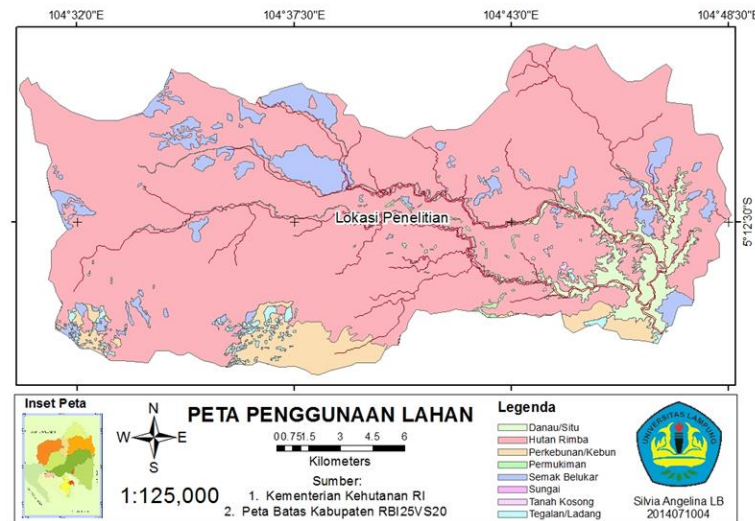 104°32'0"E 104°37'30"E 104°43'0"E 104°48'30"E
5°12'30"S
Lokasi Penelitian
Inset Peta
N
W E
S
1:125,000
PETA PENGGUNAAN LAHAN
0 0.75 1.5 3 4.5 6
Kilometers
Sumber:
1. Kementerian Kehutanan RI
2. Peta Batas Kabupaten RBI25VS20
Legenda
Danau/Situ
Hutan Rimba
Perkebunan/Kebun
Permukiman
Semak Belukar
Sungai
Tanah Kosong
Tegalan/Ladang
UNIVERSITAS LAMPUNG
Silvia Angelina LB
2014071004